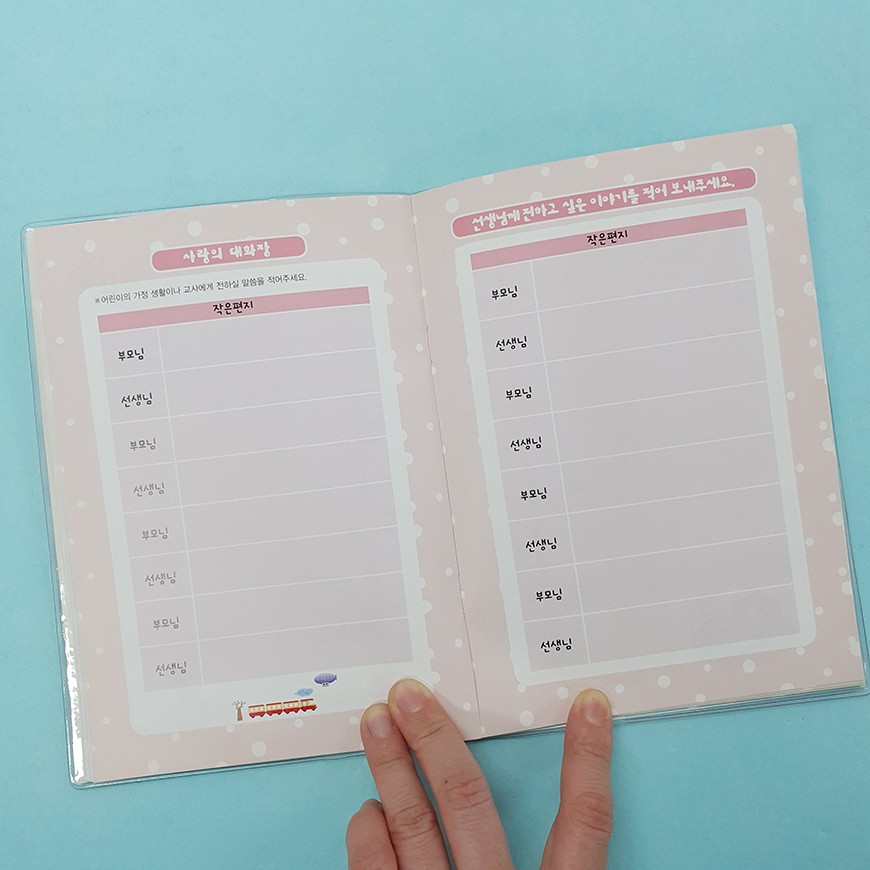 사랑의 대화장
※어린이의 가정 생활이나 교사에게 전하실 말씀을 적어주세요.
작은편지
부모님
선생님
부모님
선생님
부모님
선생님
부모님
선생님
선생님께 전하고 싶은 이야기를 적어 보내주세요.
작은편지
부모님
선생님
부모님
선생님
부모님
선생님
부모님
선생님